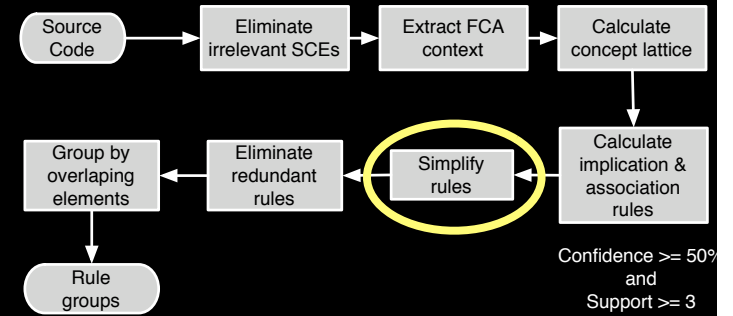 Source
Code
Eliminate
irrelevant SCEs
Extract FCA
context
Calculate
concept lattice
Calculate
implication &
association
rules
Simplify
rules
Eliminate
redundant
rules
Group by
overlaping
elements
Rule
groups
Confidence >= 50%
and
Support >= 3